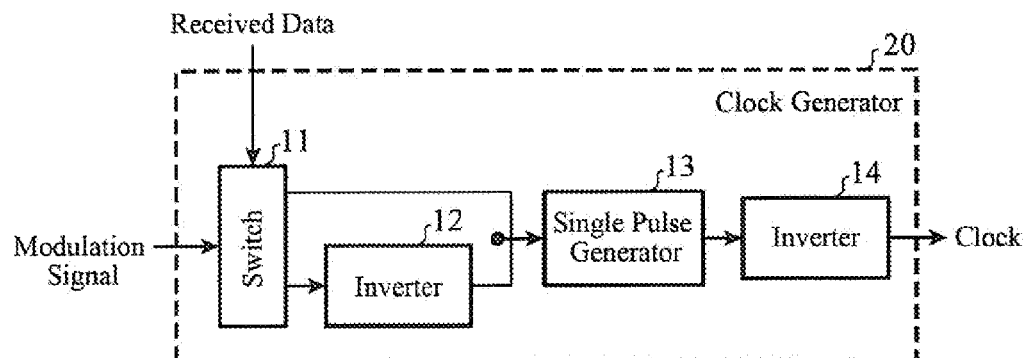 Received Data
20
Clock Generator
11
Switch
12
Inverter
13
Single Pulse
Generator
14
Inverter
Modulation
Signal
Clock